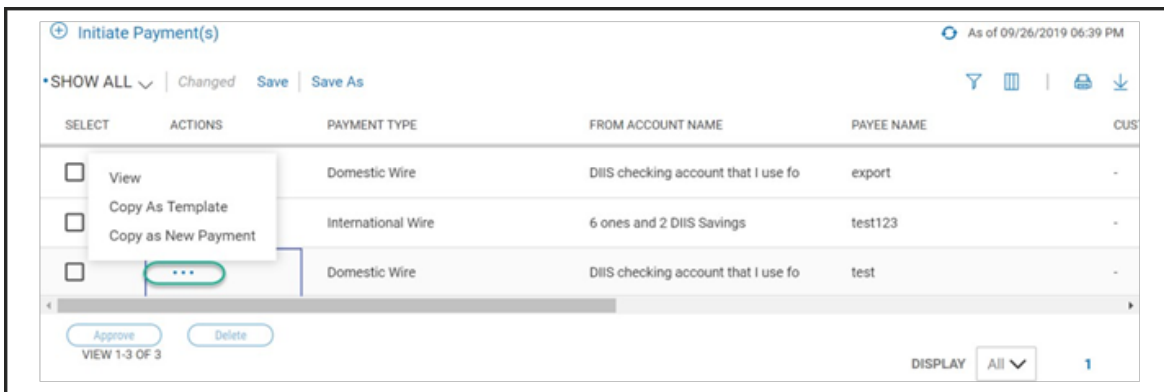 Initiate Payment(s)
As of 09/26/2019 06:39 PM
•SHOW ALL | Changed Save | Save As
SELECT ACTIONS PAYMENT TYPE FROM ACCOUNT NAME PAYEE NAME CUS
View Domestic Wire DIIS checking account that I use fo export -
Copy As Template
International Wire 6 ones and 2 DIIS Savings test123 -
Copy as New Payment
... Domestic Wire DIIS checking account that I use fo test -
Approve Delete
VIEW 1-3 OF 3
DISPLAY All 1